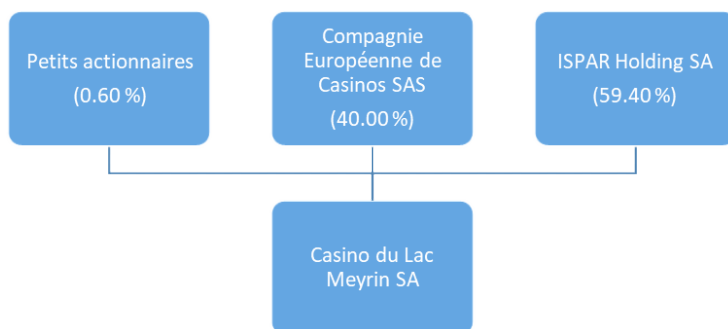 Petits actionnaires
(0.60 %)
Compagnie
Européenne de
Casinos SAS
(40.00 %)
ISPAR Holding SA
(59.40 %)
Casino du Lac
Meyrin SA